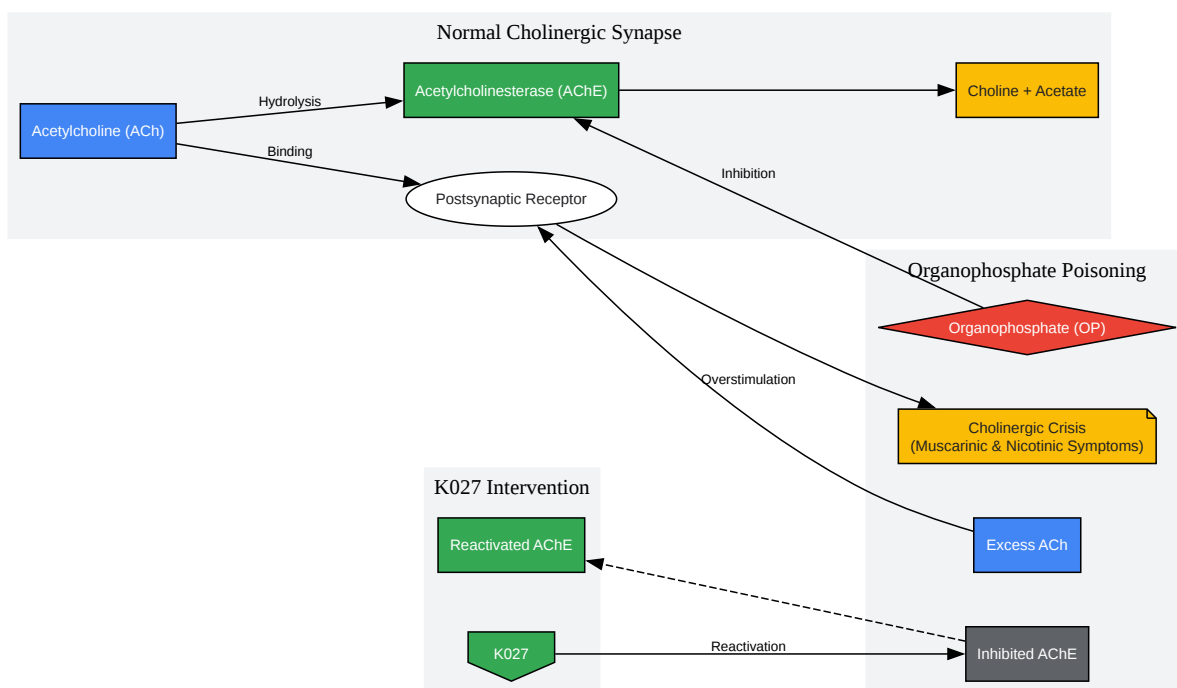 Normal Cholinergic Synapse
Acetylcholine (ACh)
Hydrolysis
Acetylcholinesterase (AChE)
Choline + Acetate
Binding
Postsynaptic Receptor
Inhibition
Organophosphate Poisoning
Organophosphate (OP)
Overstimulation
Cholinergic Crisis
(Muscarinic & Nicotinic Symptoms)
Excess ACh
K027 Intervention
Reactivated AChE
K027
Reactivation
Inhibited AChE